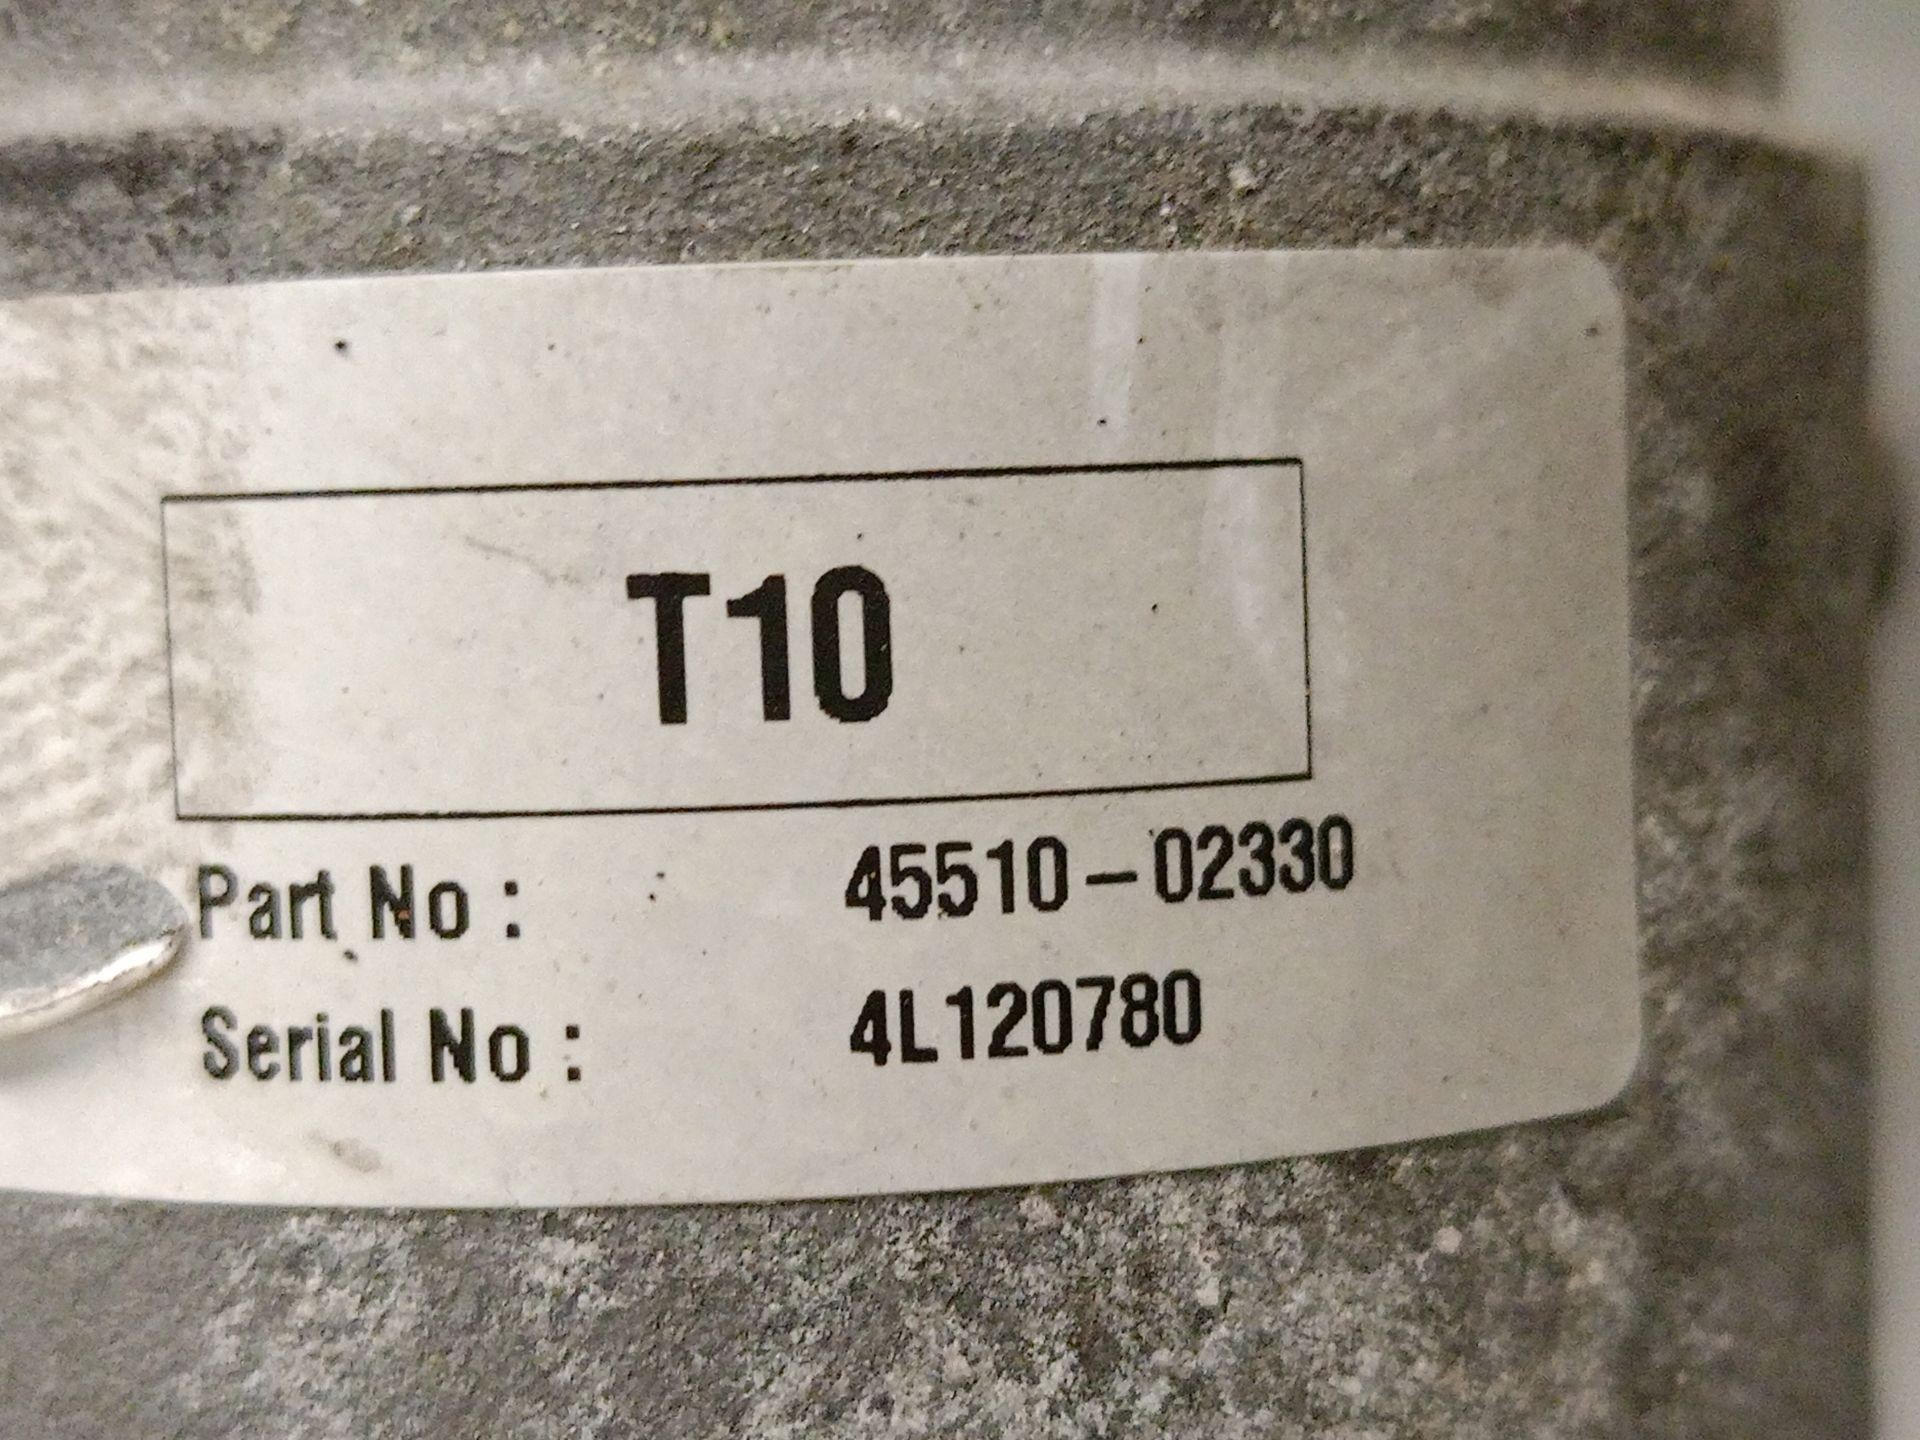 T10
Part No : 45510-02330
Serial No : 4L120780